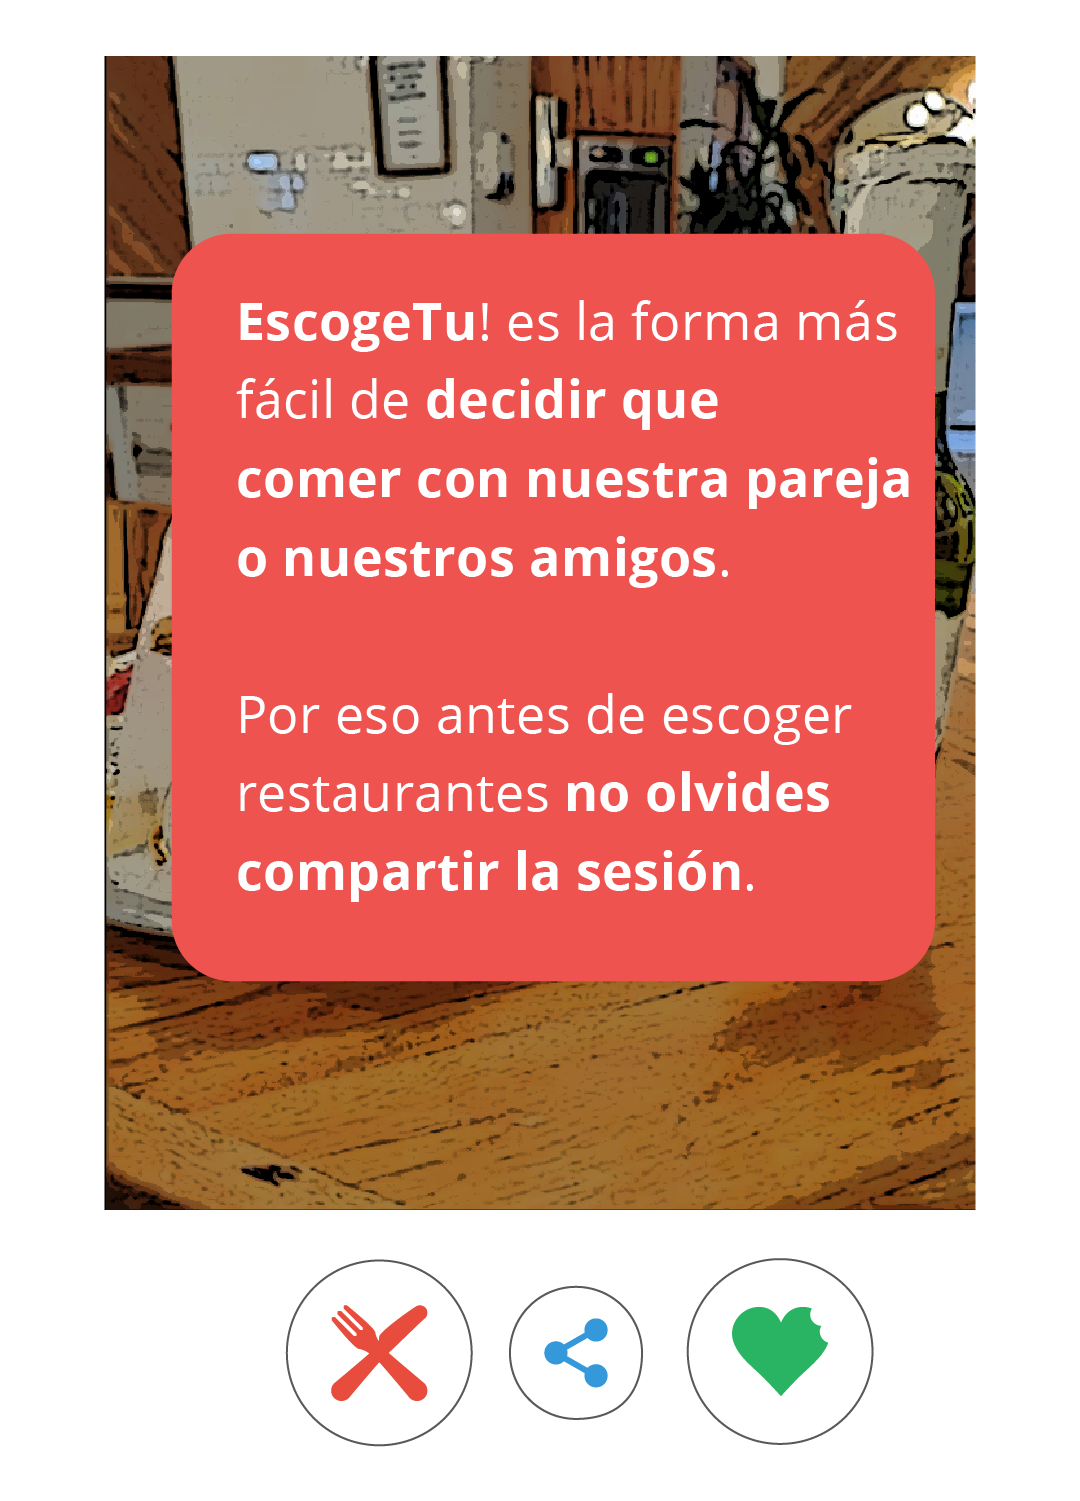 EscogeTu! es la forma más
fácil de decidir que
comer con nuestra pareja
o nuestros amigos.
Por eso antes de escoger
restaurantes no olvides
compartir la sesión.